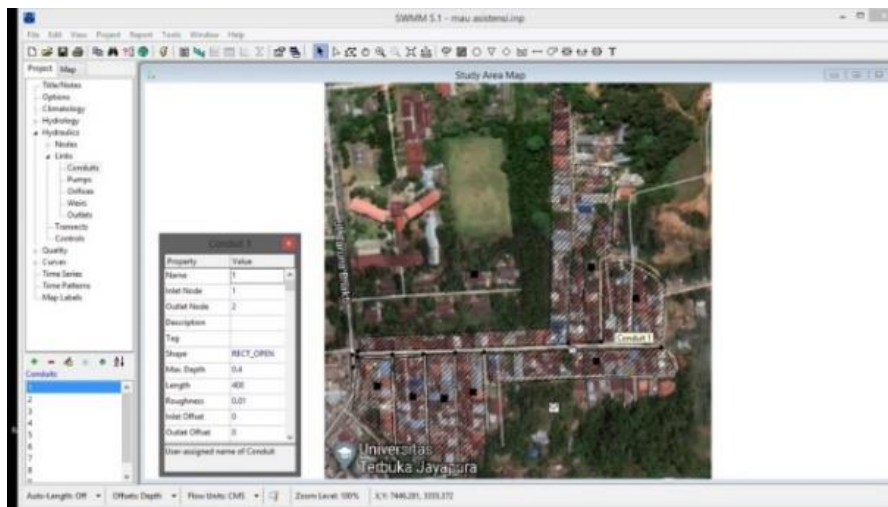 SWMM 5.1 - mau asistensi.inp
File Edit View Project Report Tools Window Help
Project Map
Study Area Map
Title/Notes
Options
Climatology
Hydrology
Hydraulics
Nodes
Links
Conduits
Pumps
Orifices
Weirs
Outlets
Transects
Controls
Quality
Curves
Time Series
Time Patterns
Map Labels
Conduits:
1
2
3
4
5
6
7
8
Conduit 1
Property Value
Name 1
Inlet Node 1
Outlet Node 2
Description
Tag
Shape RECT_OPEN
Max. Depth 0.4
Length 400
Roughness 0.01
Inlet Offset 0
Outlet Offset 0
User-assigned name of Conduit
Conduit 1
Universitas
Terbuka Jayapura
Auto-Length: Off Offsets: Depth Flow Units: CMS Zoom Level: 100%